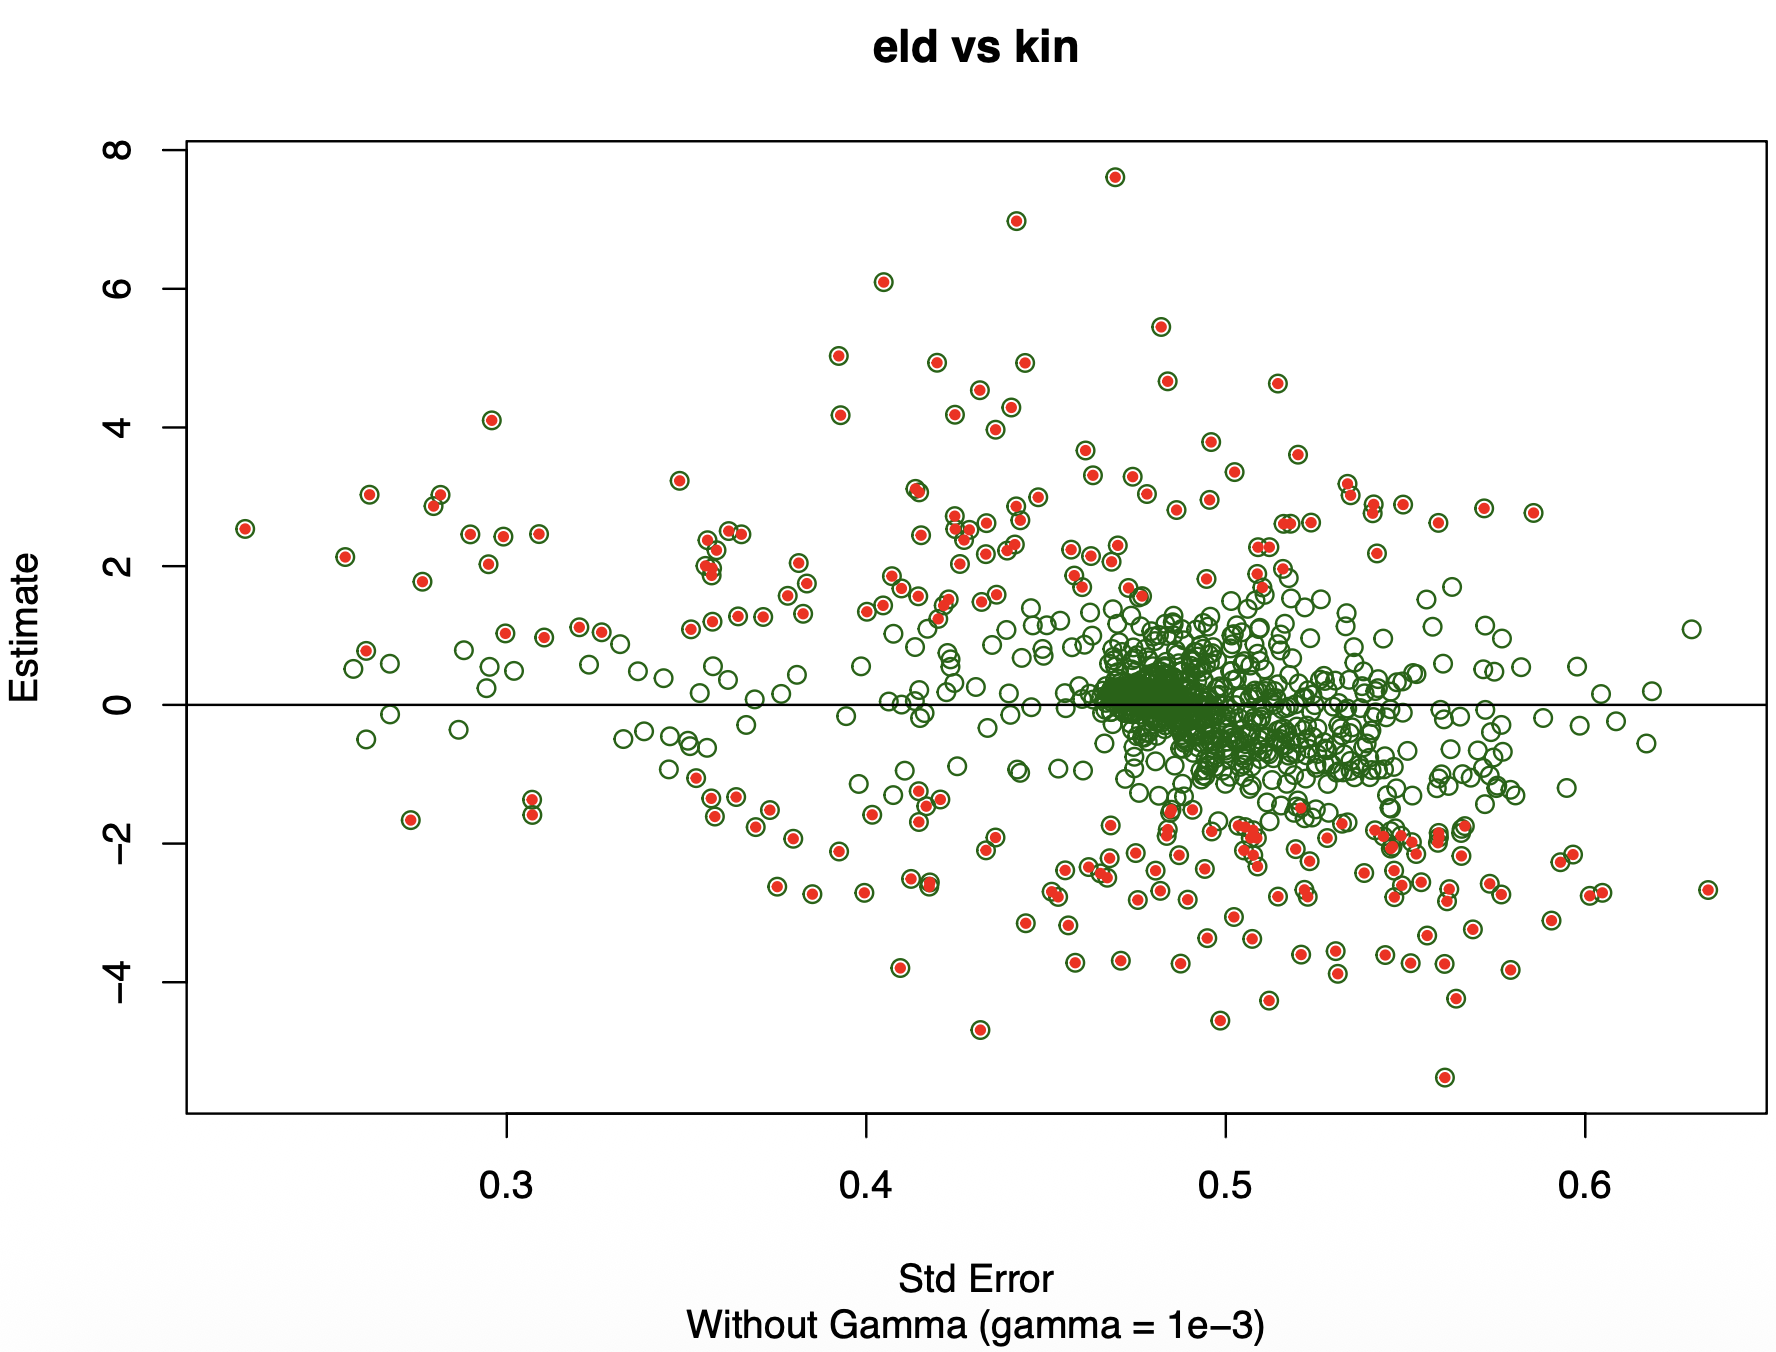 eld vs kin
Estimate
8
6
4
2
0
−2
−4
0.3 0.4 0.5 0.6
Std Error
Without Gamma (gamma = 1e−3)